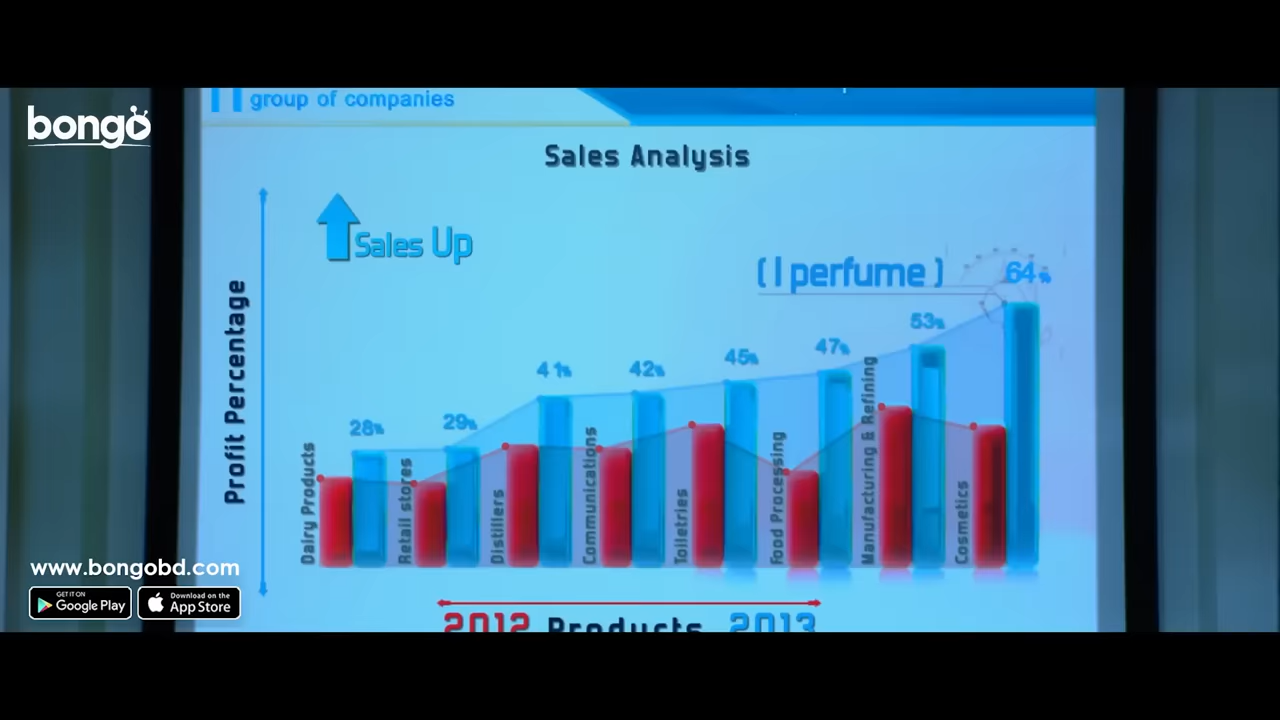 bongo
group of companies
Sales Analysis
Sales Up
( I perfume )
64%
53%
47%
45%
42%
41%
29%
28%
Profit Percentage
Dairy Products
Retail stores
Distillers
Communications
Toiletries
Food Processing
Manufacturing & Refining
Cosmetics
2012 Products 2013
www.bongobd.com
GET IT ON
Google Play
Download on the
App Store